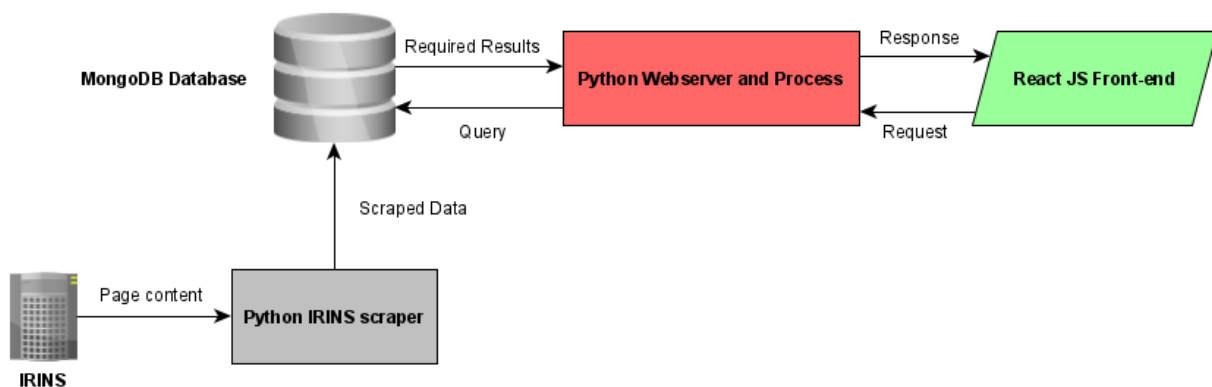 Required Results
Response
MongoDB Database
Python Webserver and Process
React JS Front-end
Query
Request
Scraped Data
Page content
Python IRINS scraper
IRINS